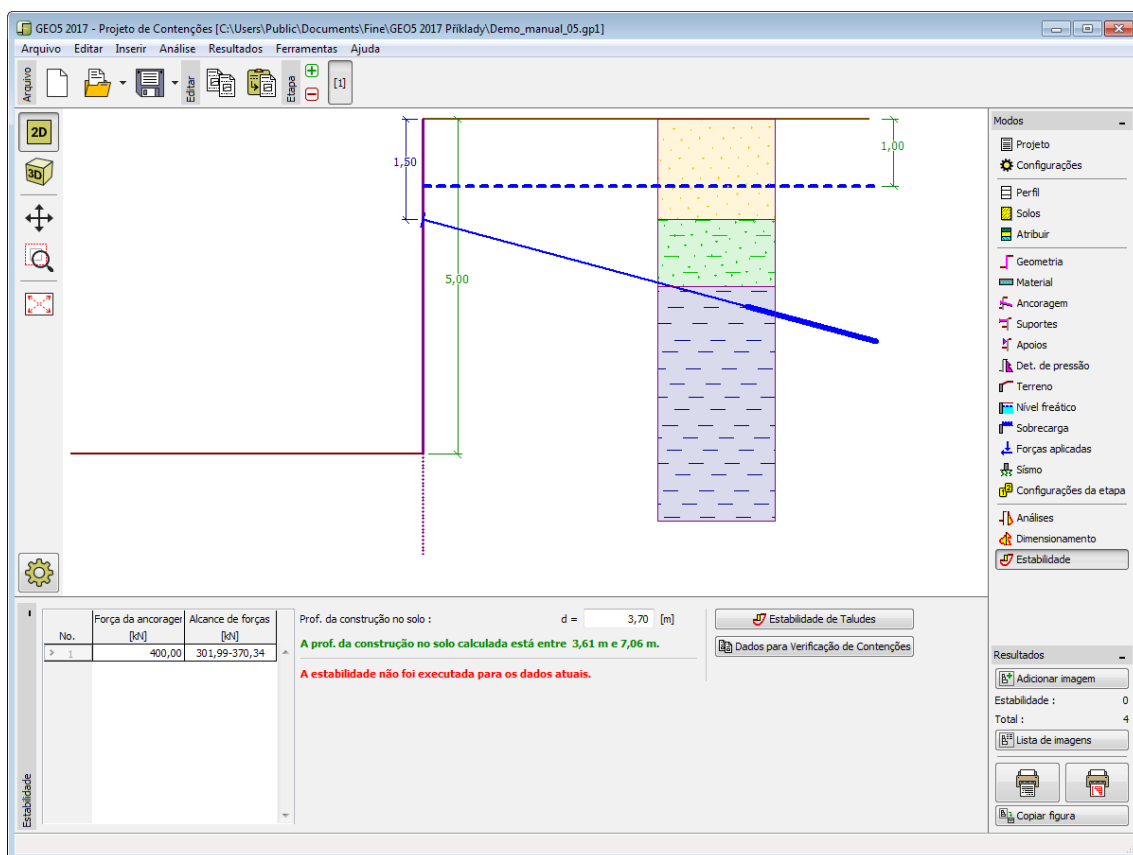 GEO5 2017 - Projeto de Contenções [C:\Users\Public\Documents\Fine\GEO5 2017 Příklady\Demo_manual_05.gp1]
Arquivo Editar Inserir Análise Resultados Ferramentas Ajuda
Arquivo
Editar
Etapa
[1]
2D
3D
1,50
5,00
1,00
Modos
Projeto
Configurações
Perfil
Solos
Atribuir
Geometria
Material
Ancoragem
Suportes
Apoios
Det. de pressão
Terreno
Nível freático
Sobrecarga
Forças aplicadas
Sísmo
Configurações da etapa
Análises
Dimensionamento
Estabilidade
Estabilidade
No.
Força da ancorager
[kN]
Alcance de forças
[kN]
1 400,00 301,99-370,34
Prof. da construção no solo : d = 3,70 [m]
A prof. da construção no solo calculada está entre 3,61 m e 7,06 m.
A estabilidade não foi executada para os dados atuais.
Estabilidade de Taludes
Dados para Verificação de Contenções
Resultados
Adicionar imagem
Estabilidade : 0
Total : 4
Lista de imagens
Copiar figura